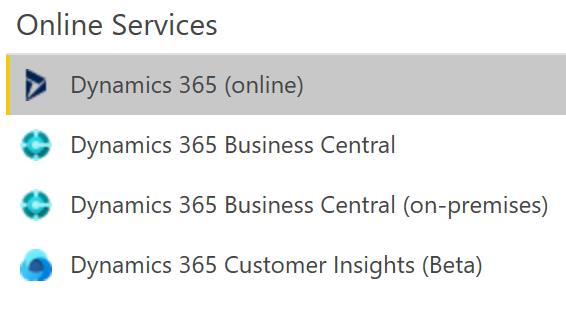 Online Services
Dynamics 365 (online)
Dynamics 365 Business Central
Dynamics 365 Business Central (on-premises)
Dynamics 365 Customer Insights (Beta)